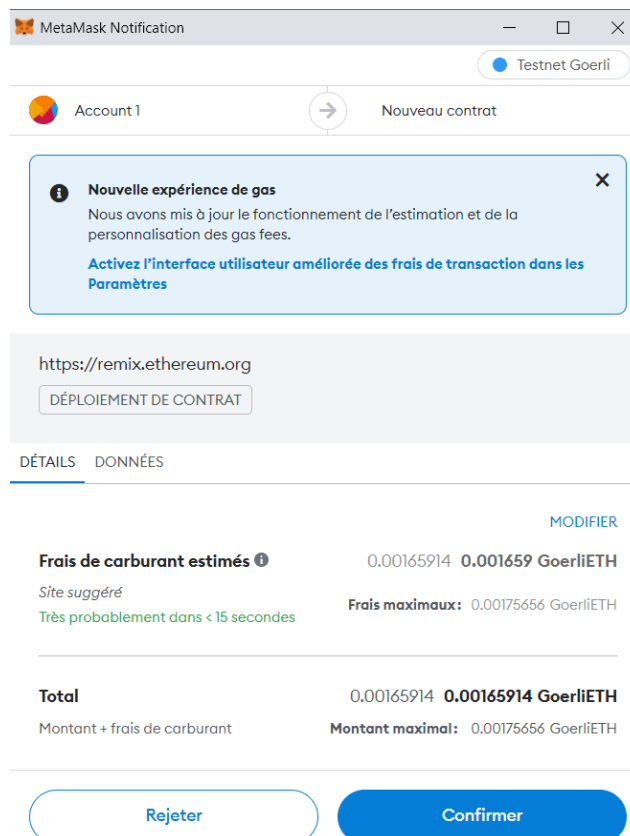 MetaMask Notification
Testnet Goerli
Account 1
Nouveau contrat
Nouvelle expérience de gas
Nous avons mis à jour le fonctionnement de l'estimation et de la
personnalisation des gas fees.
Activez l'interface utilisateur améliorée des frais de transaction dans les
Paramètres
https://remix.ethereum.org
DÉPLOIEMENT DE CONTRAT
DÉTAILS DONNÉES
MODIFIER
Frais de carburant estimés 0.00165914 0.001659 GoerliETH
Site suggéré
Très probablement dans < 15 secondes
Frais maximaux: 0.00175656 GoerliETH
Total 0.00165914 0.00165914 GoerliETH
Montant + frais de carburant Montant maximal: 0.00175656 GoerliETH
Rejeter Confirmer